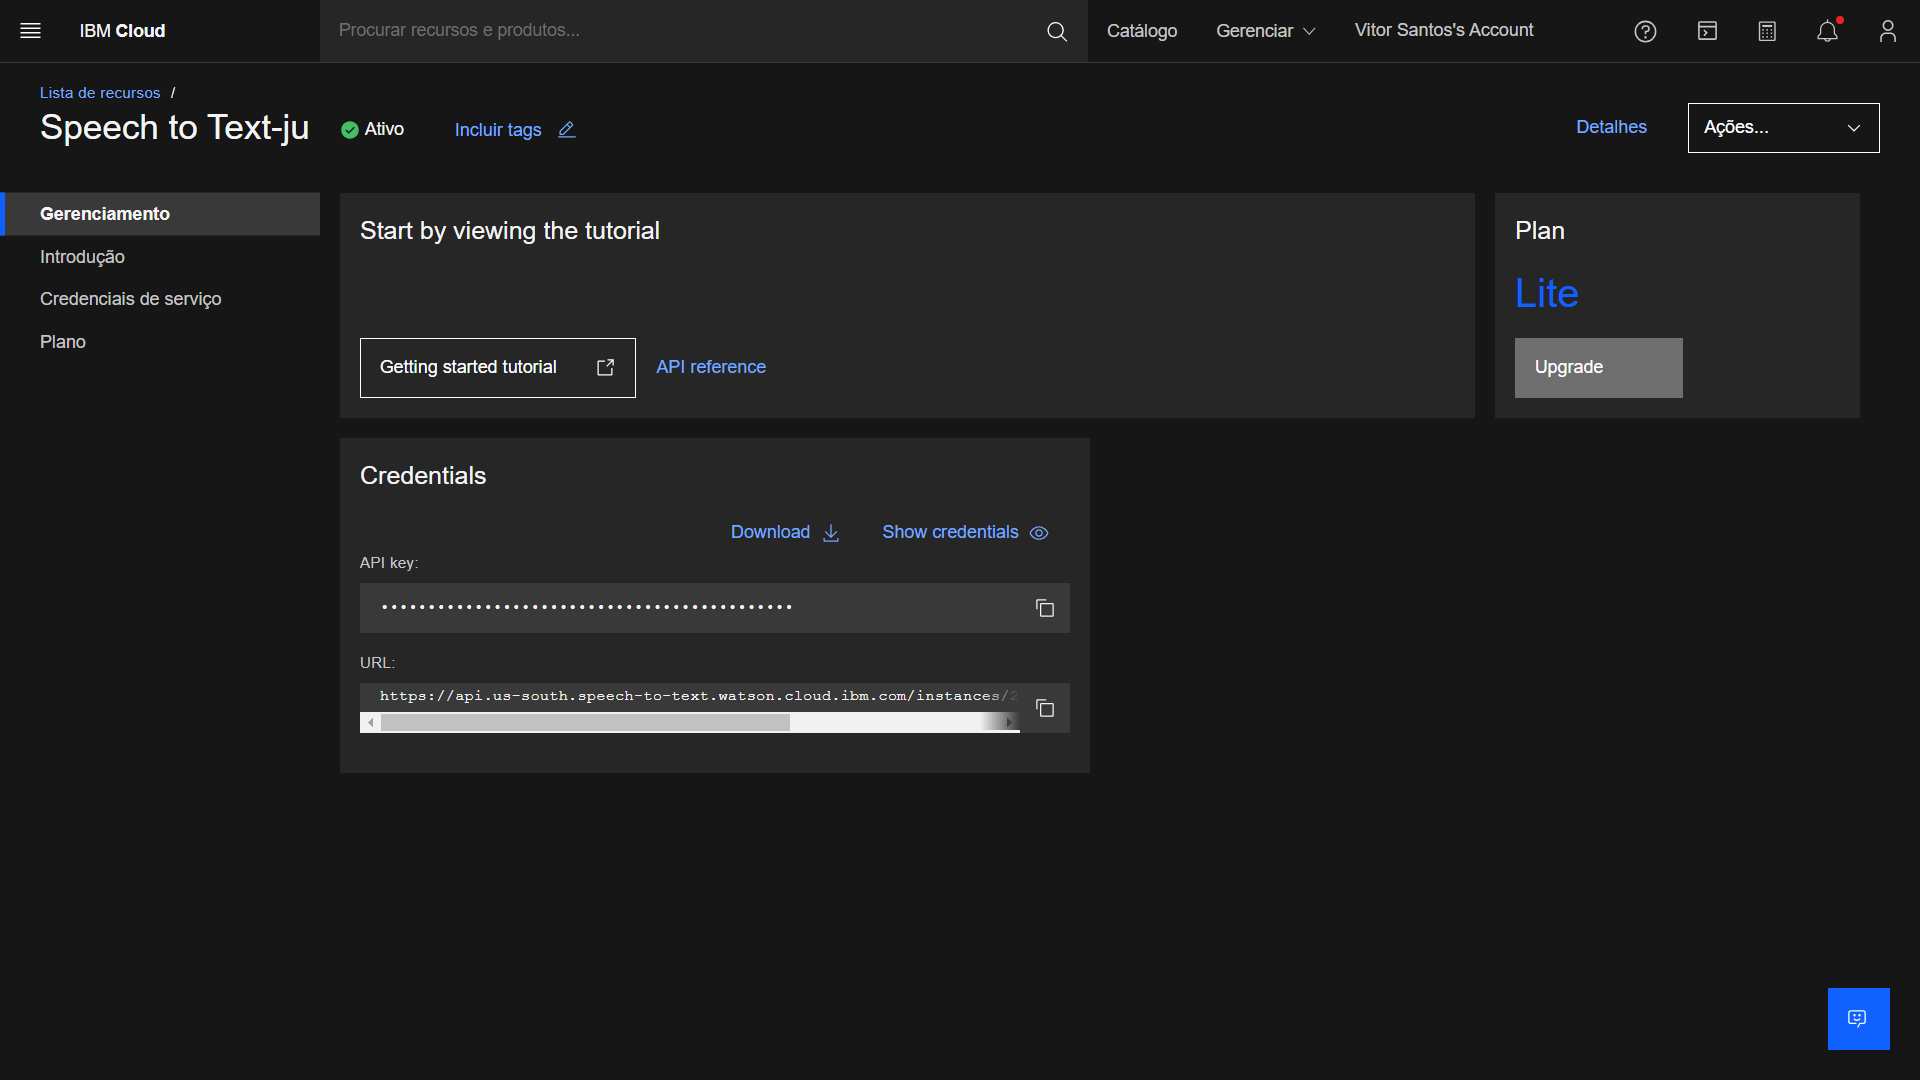 IBM Cloud
Procurar recursos e produtos...
Catálogo
Gerenciar
Vitor Santos's Account
Lista de recursos /
Speech to Text-ju
Ativo
Incluir tags
Detalhes
Ações...
Gerenciamento
Introdução
Credenciais de serviço
Plano
Start by viewing the tutorial
Getting started tutorial
API reference
Plan
Lite
Upgrade
Credentials
Download
Show credentials
API key:
••••••••••••••••••••••••••••••••••••••••••••
URL:
https://api.us-south.speech-to-text.watson.cloud.ibm.com/instances/2